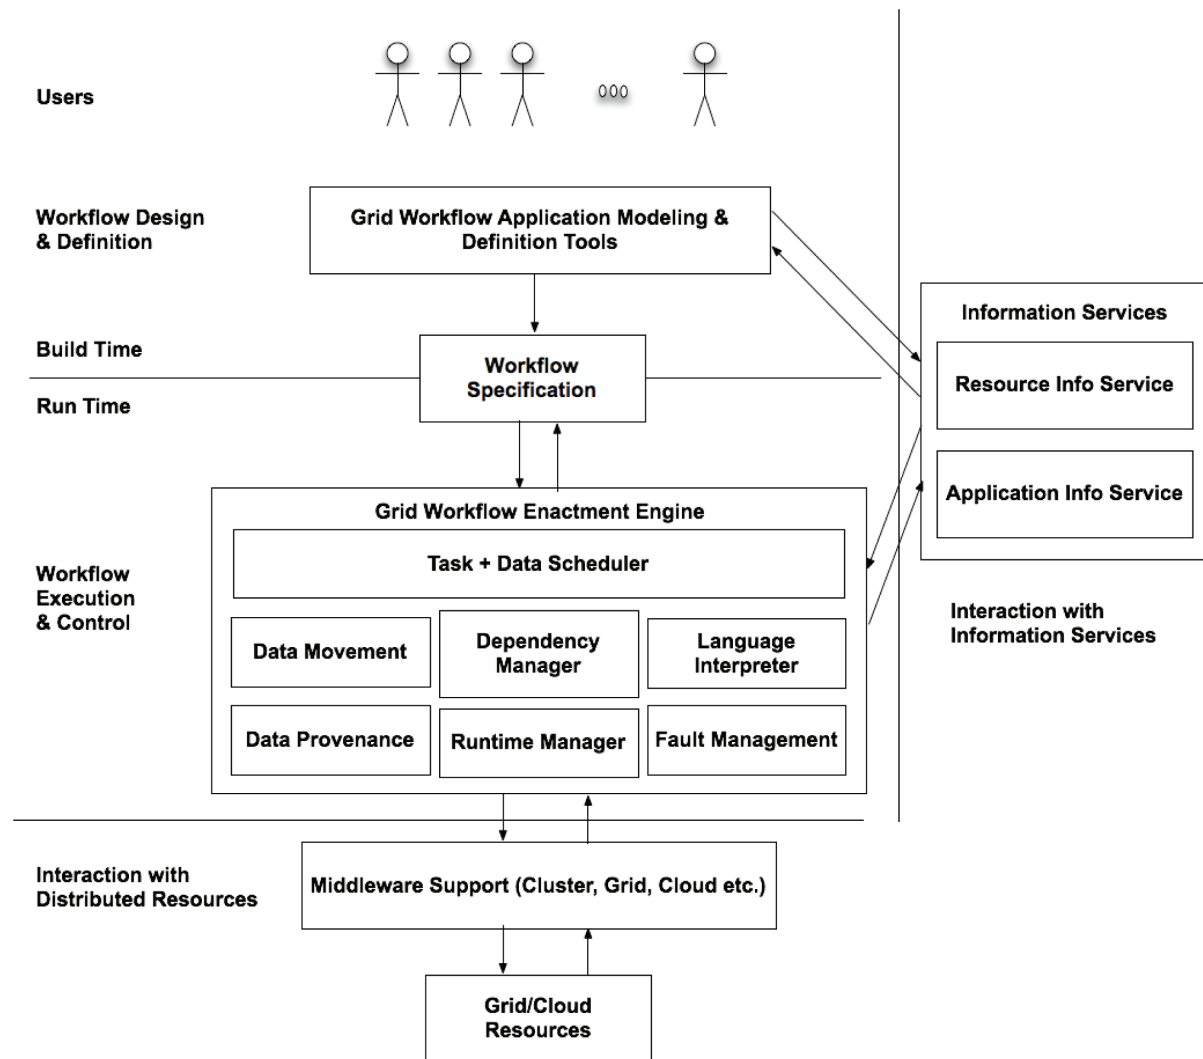 Users
Workflow Design
& Definition
Grid Workflow Application Modeling &
Definition Tools
Build Time
Run Time
Workflow
Specification
Information Services
Resource Info Service
Application Info Service
Interaction with
Information Services
Workflow
Execution
& Control
Grid Workflow Enactment Engine
Task + Data Scheduler
Data Movement
Dependency
Manager
Language
Interpreter
Data Provenance
Runtime Manager
Fault Management
Interaction with
Distributed Resources
Middleware Support (Cluster, Grid, Cloud etc.)
Grid/Cloud
Resources